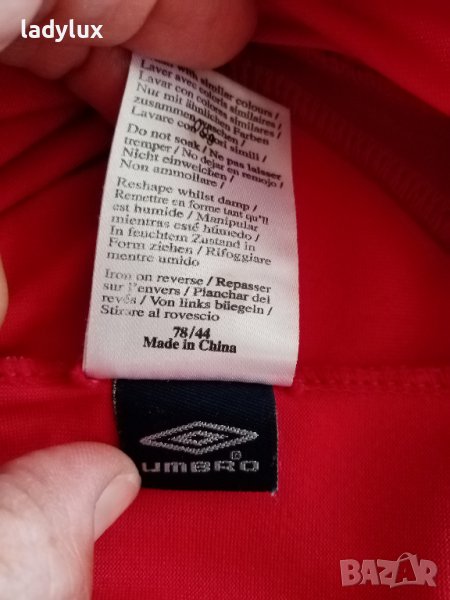 ladylux
with similar colours /
Laver avec coloris similaires /
Lavar con colores similares /
Nur mit ähnlichen Farben
zusammen /
Lavare con simili /
Do not soak / Ne pas laisser
tremper / No dejar en remojo /
Nicht einweichen /
Non ammollare /
Reshape whilst damp /
Remettre en forme tant qu'il
est humide / Manipular
mientras esté húmedo /
In feuchtem Zustand in
Form ziehen / Rifoggiare
mentre umido
Iron on reverse / Repasser
sur l'envers / Planchar del
revés / Von links büegeln /
Stirare al rovescio
78/44
Made in China
UMBRO
®
BAZAR